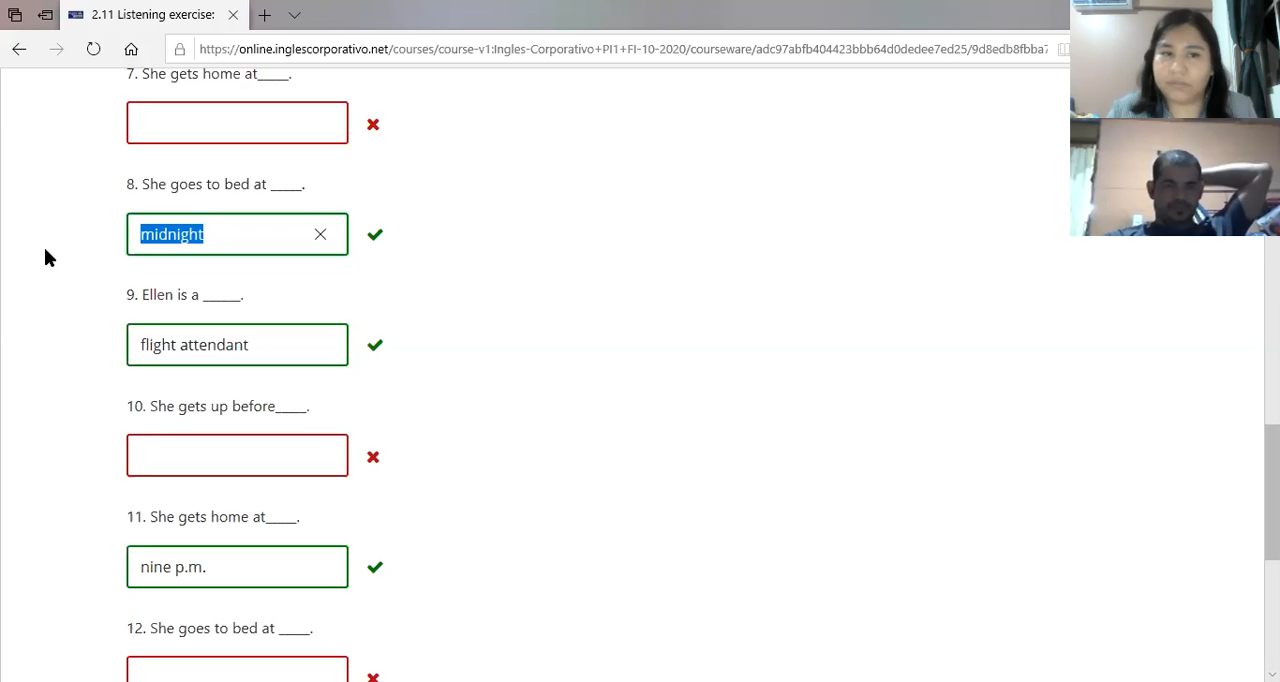 2.11 Listening exercise:
https://online.inglescorporativo.net/courses/course-v1:Ingles-Corporativo+PI1+FI-10-2020/courseware/adc97abfb404423bbb64d0dedee7ed25/9d8edb8fbba7
7. She gets home at____.
8. She goes to bed at ____.
midnight
9. Ellen is a _____.
flight attendant
10. She gets up before____.
11. She gets home at____.
nine p.m.
12. She goes to bed at ____.